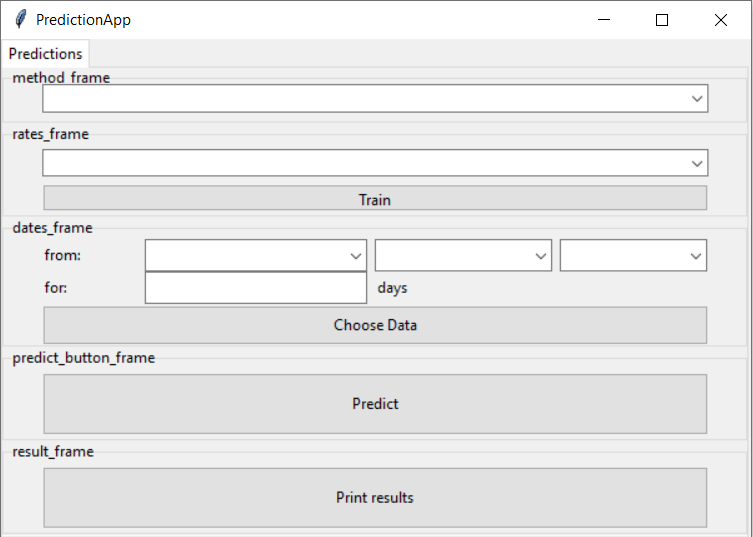 PredictionApp
Predictions
method_frame
rates_frame
Train
dates_frame
from:
for: days
Choose Data
predict_button_frame
Predict
result_frame
Print results